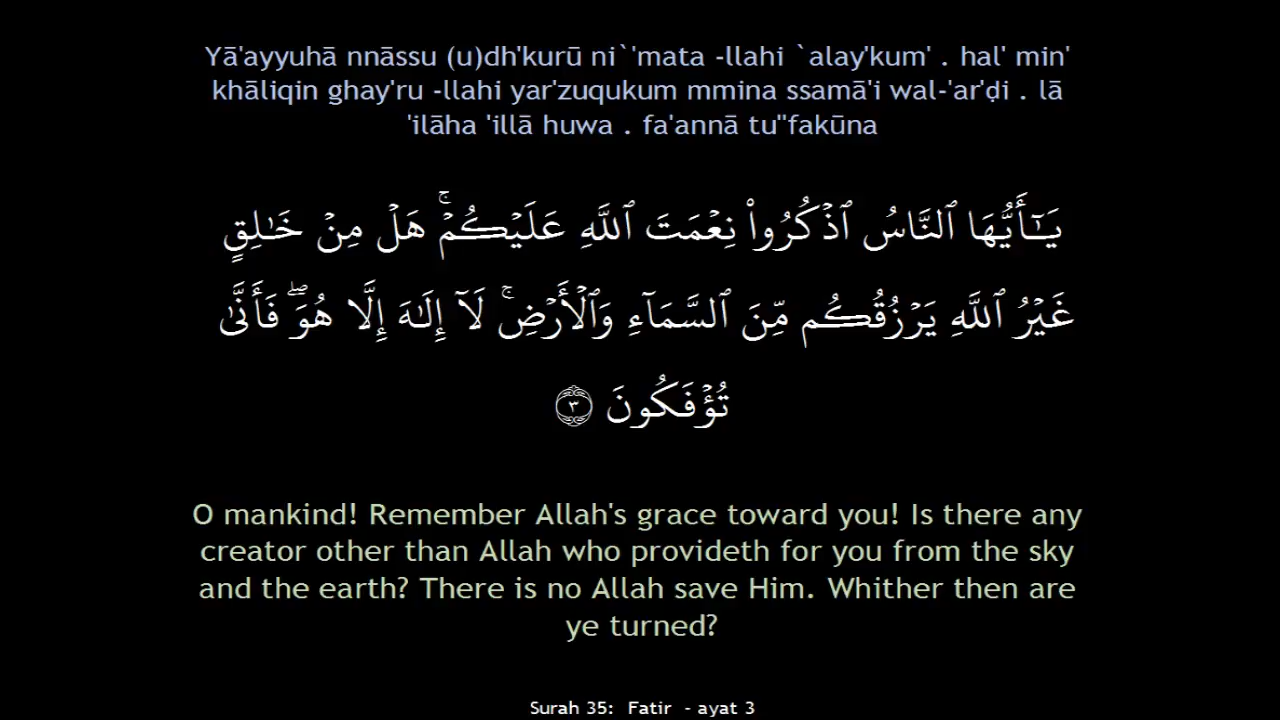 Yā'ayyuhā nnāssu (u)dh'kurū ni`'mata -llahi `alay'kum' . hal' min'
khāliqin ghay'ru -llahi yar'zuqukum mmina ssamā'i wal-'ar'ḍi . lā
'ilāha 'illā huwa . fa'annā tu"fakūna
يَـٰٓأَيُّهَا ٱلنَّاسُ ٱذۡكُرُوا۟ نِعۡمَتَ ٱللَّهِ عَلَيۡكُمۡۚ هَلۡ مِنۡ خَـٰلِقٍ
غَيۡرُ ٱللَّهِ يَرۡزُقُكُم مِّنَ ٱلسَّمَآءِ وَٱلۡأَرۡضِۚ لَآ إِلَـٰهَ إِلَّا هُوَۖ فَأَنَّىٰ
تُؤۡفَكُونَ ٣
O mankind! Remember Allah's grace toward you! Is there any
creator other than Allah who provideth for you from the sky
and the earth? There is no Allah save Him. Whither then are
ye turned?
Surah 35: Fatir - ayat 3